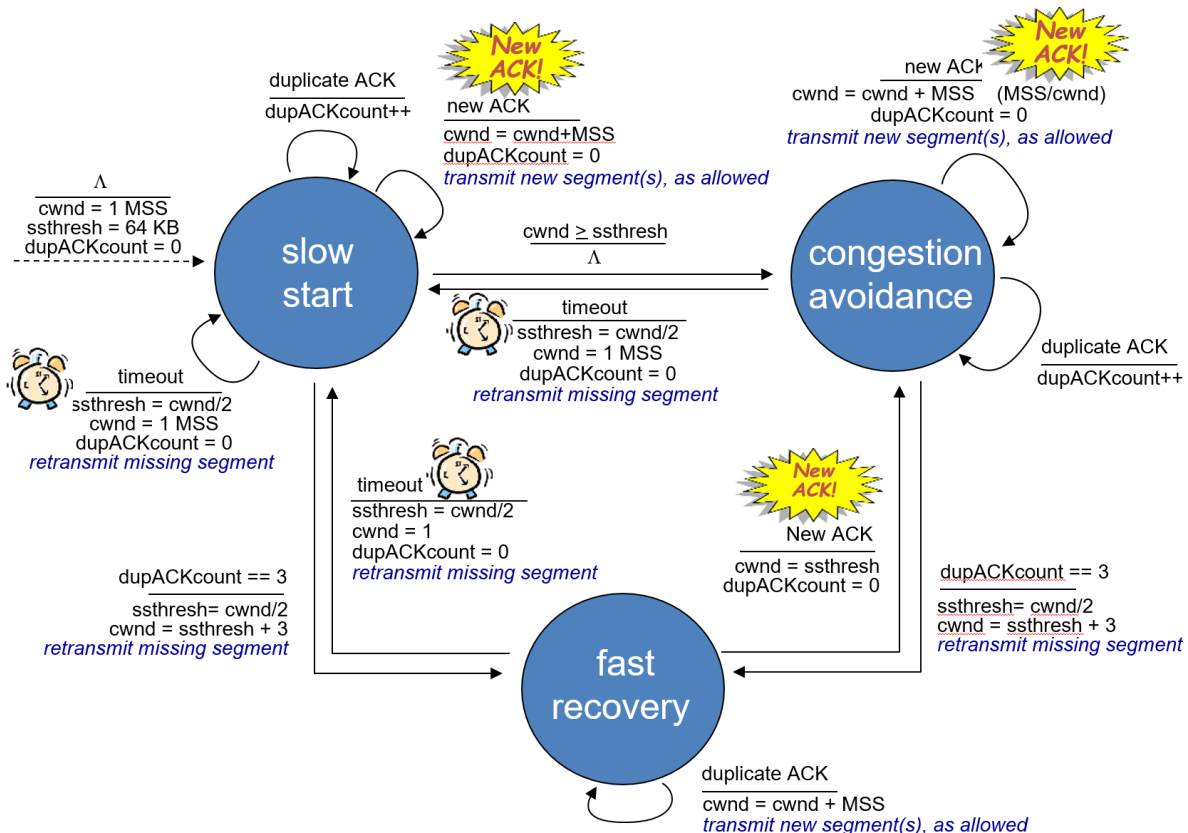 New
ACK!
duplicate ACK
dupACKcount++
new ACK
cwnd = cwnd+MSS
dupACKcount = 0
transmit new segment(s), as allowed
New
ACK!
new ACK
cwnd = cwnd + MSS (MSS/cwnd)
dupACKcount = 0
transmit new segment(s), as allowed
Λ
cwnd = 1 MSS
ssthresh = 64 KB
dupACKcount = 0
slow
start
cwnd ≥ ssthresh
Λ
congestion
avoidance
timeout
ssthresh = cwnd/2
cwnd = 1 MSS
dupACKcount = 0
retransmit missing segment
duplicate ACK
dupACKcount++
timeout
ssthresh = cwnd/2
cwnd = 1 MSS
dupACKcount = 0
retransmit missing segment
timeout
ssthresh = cwnd/2
cwnd = 1
dupACKcount = 0
retransmit missing segment
New
ACK!
New ACK
cwnd = ssthresh
dupACKcount = 0
dupACKcount == 3
ssthresh= cwnd/2
cwnd = ssthresh + 3
retransmit missing segment
dupACKcount == 3
ssthresh= cwnd/2
cwnd = ssthresh + 3
retransmit missing segment
fast
recovery
duplicate ACK
cwnd = cwnd + MSS
transmit new segment(s), as allowed